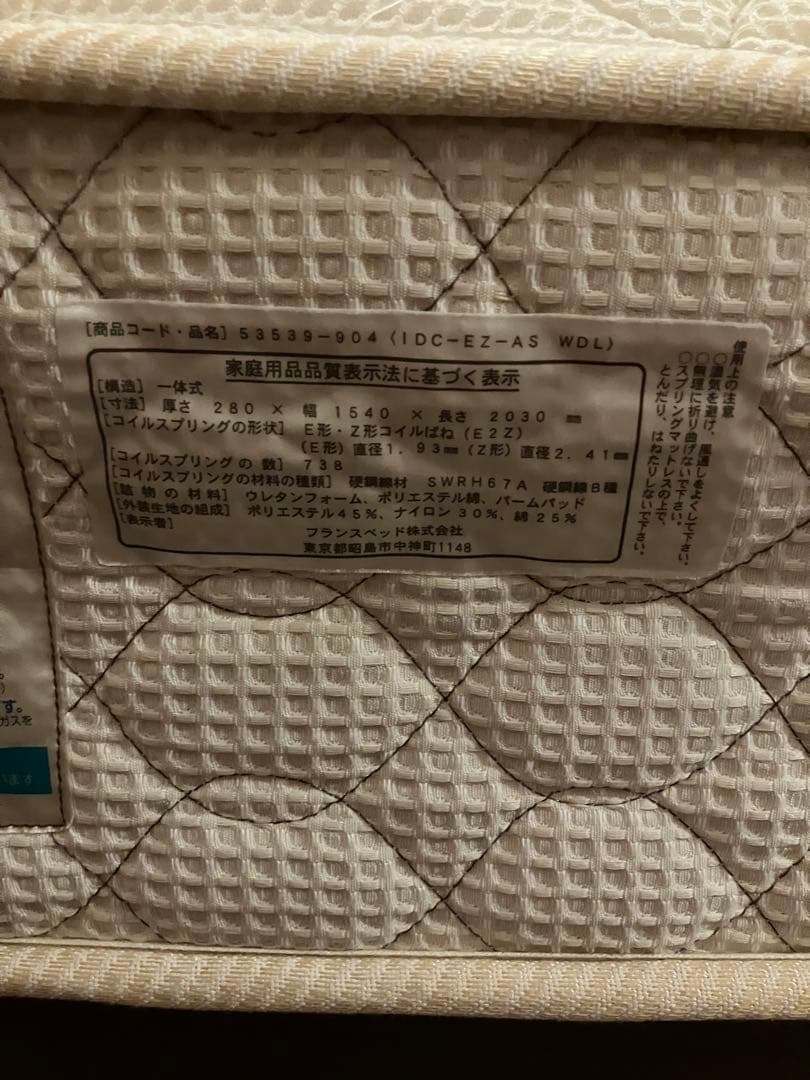 [商品コード・品名] 53539-904 (IDC-EZ-AS WDL)
家庭用品品質表示法に基づく表示
[構造] 一体式
[寸法] 厚さ 280 × 幅 1540 × 長さ 2030 mm
[コイルスプリングの形状] E形・Z形コイルばね (E2Z)
(E形) 直径1.93mm (Z形) 直径2.41mm
[コイルスプリングの数] 738
[コイルスプリングの材料の種類] 硬鋼線材 SWRH67A 硬鋼線B種
[詰物の材料] ウレタンフォーム、ポリエステル綿、パームパッド
[外装生地の組成] ポリエステル45%、ナイロン30%、綿25%
[表示者]
フランスベッド株式会社
東京都昭島市中神町1148
使用上の注意
○湿気を避け、風通しをよくして下さい。
○無理に折り曲げないで下さい。
○スプリングマットレスの上で、
とんだり、はねたりしないで下さい。
。
)
す。
ガスを
います